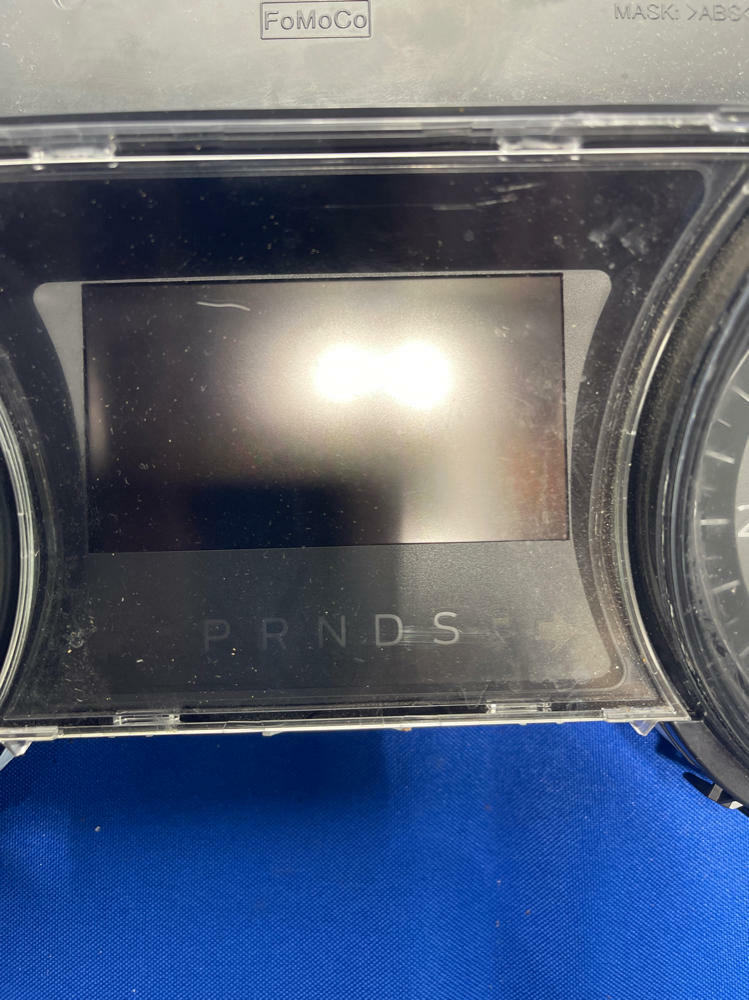 FoMoCo
MASK: >ABS<
P R N D S